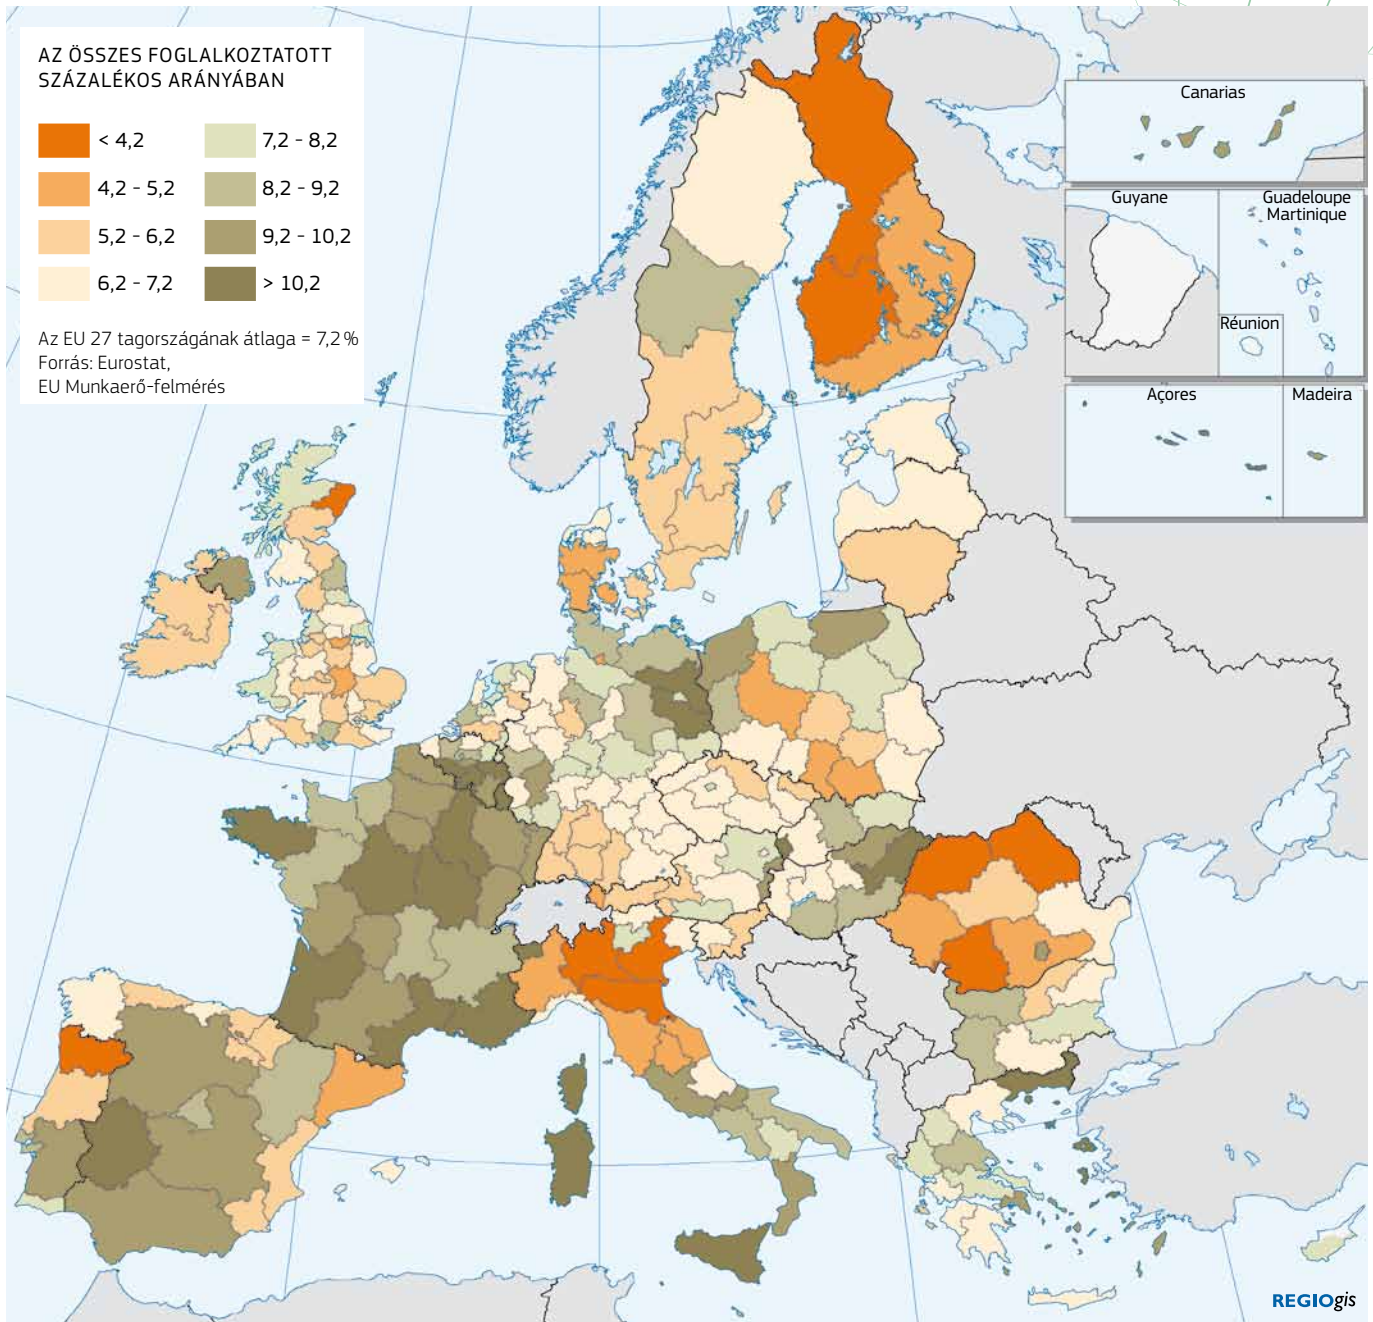 AZ ÖSSZES FOGLALKOZTATOTT
SZÁZALÉKOS ARÁNYÁBAN
< 4,2
4,2 - 5,2
5,2 - 6,2
6,2 - 7,2
7,2 - 8,2
8,2 - 9,2
9,2 - 10,2
> 10,2
Az EU 27 tagországának átlaga = 7,2 %
Forrás: Eurostat,
EU Munkaerő-felmérés
Canarias
Guyane
Guadeloupe
Martinique
Réunion
Açores
Madeira
REGIOgis